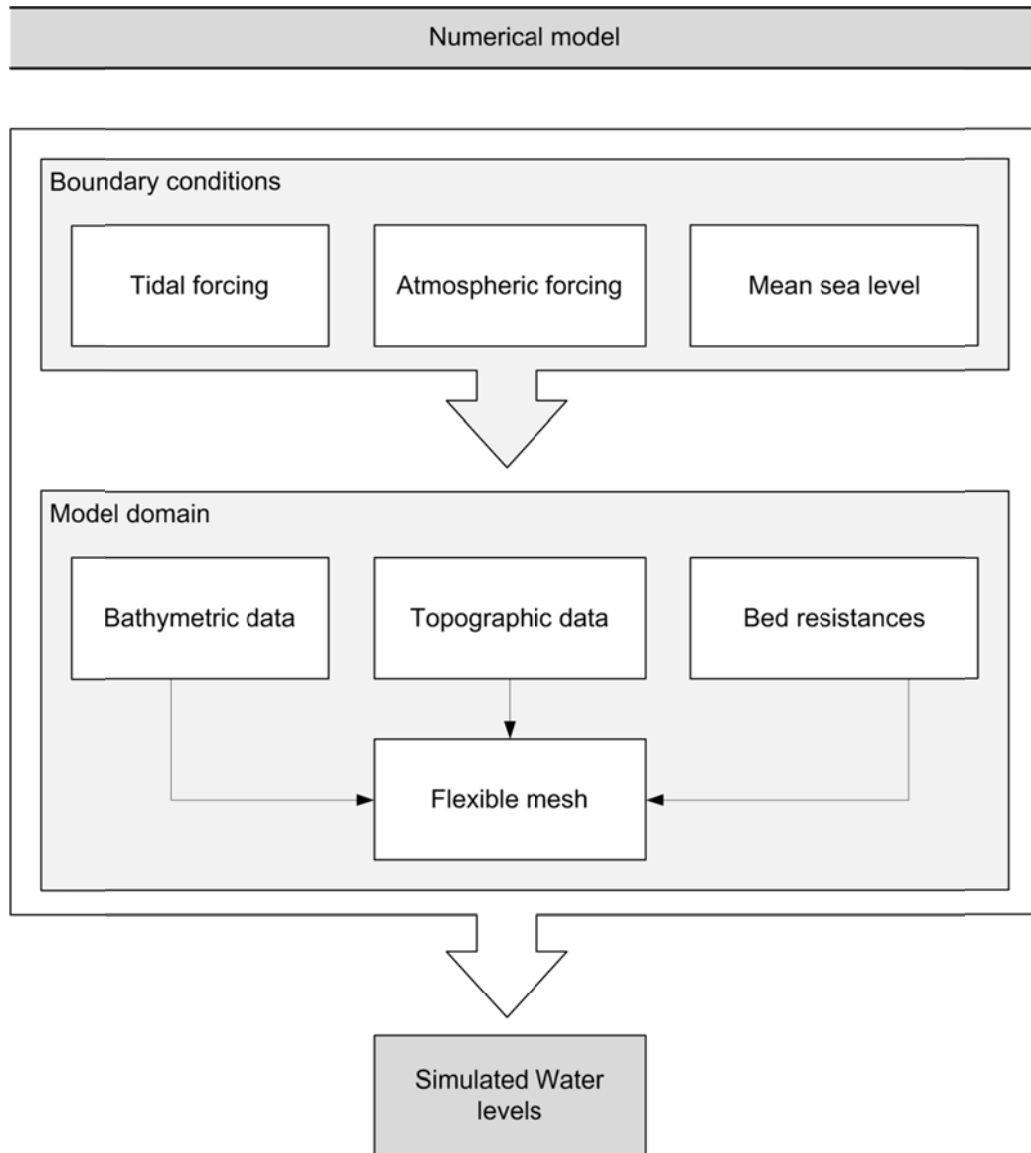 Numerical model
Boundary conditions
Tidal forcing
Atmospheric forcing
Mean sea level
Model domain
Bathymetric data
Topographic data
Bed resistances
Flexible mesh
Simulated Water
levels